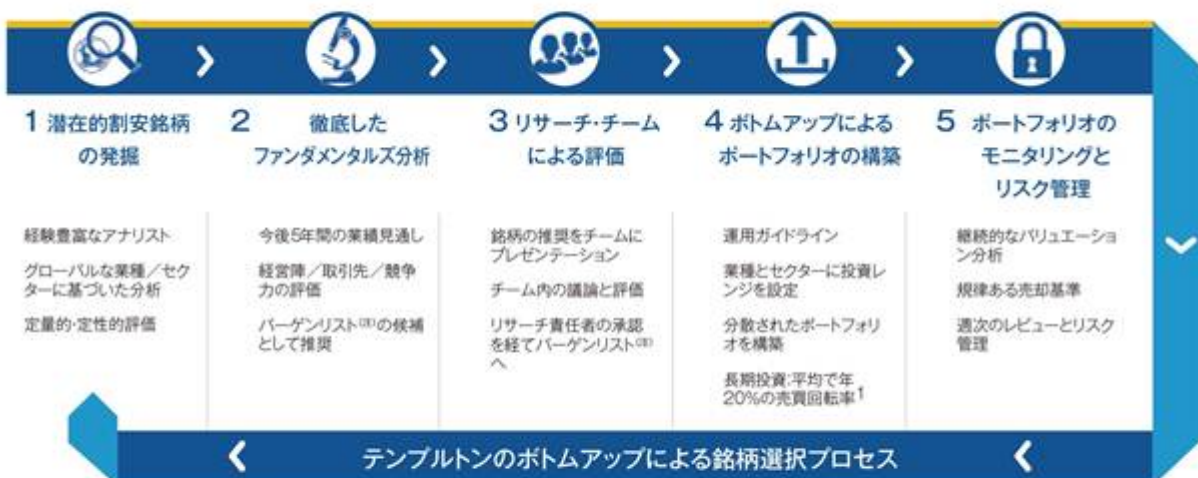 1 潜在的割安銘柄
の発掘
経験豊富なアナリスト
グローバルな業種／セク
ターに基づいた分析
定量的・定性的評価
2 徹底した
ファンダメンタルズ分析
今後5年間の業績見通し
経営陣／取引先／競争
力の評価
バーゲンリスト(注)の候補
として推奨
3 リサーチ・チーム
による評価
銘柄の推奨をチームに
プレゼンテーション
チーム内の議論と評価
リサーチ責任者の承認
を経てバーゲンリスト(注)
へ
4 ボトムアップによる
ポートフォリオの構築
運用ガイドライン
業種とセクターに投資レ
ンジを設定
分散されたポートフォリ
オを構築
長期投資:平均で年
20%の売買回転率1
5 ポートフォリオの
モニタリングと
リスク管理
継続的なバリュエーショ
ン分析
規律ある売却基準
週次のレビューとリスク
管理
テンプルトンのボトムアップによる銘柄選択プロセス